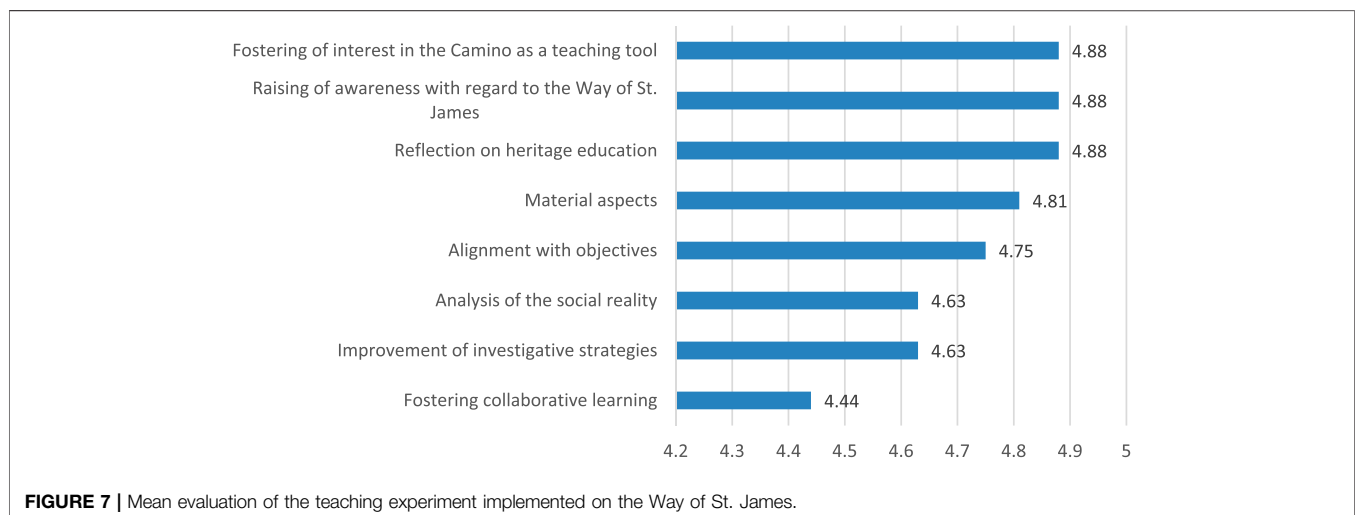 Fostering of interest in the Camino as a teaching tool
4.88
Raising of awareness with regard to the Way of St.
James
4.88
Reflection on heritage education
4.88
Material aspects
4.81
Alignment with objectives
4.75
Analysis of the social reality
4.63
Improvement of investigative strategies
4.63
Fostering collaborative learning
4.44
4.2 4.3 4.4 4.5 4.6 4.7 4.8 4.9 5
FIGURE 7 | Mean evaluation of the teaching experiment implemented on the Way of St. James.